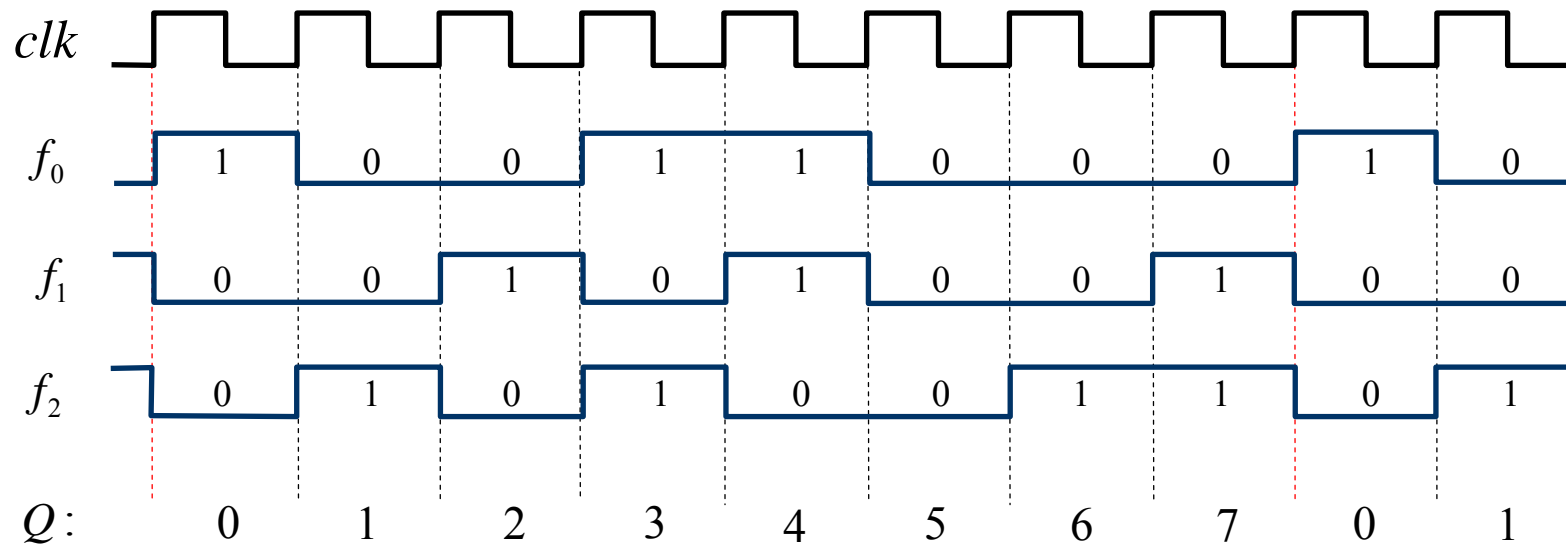 clk
f₀ 1 0 0 1 1 0 0 0 1 0
f₁ 0 0 1 0 1 0 0 1 0 0
f₂ 0 1 0 1 0 0 1 1 0 1
Q: 0 1 2 3 4 5 6 7 0 1